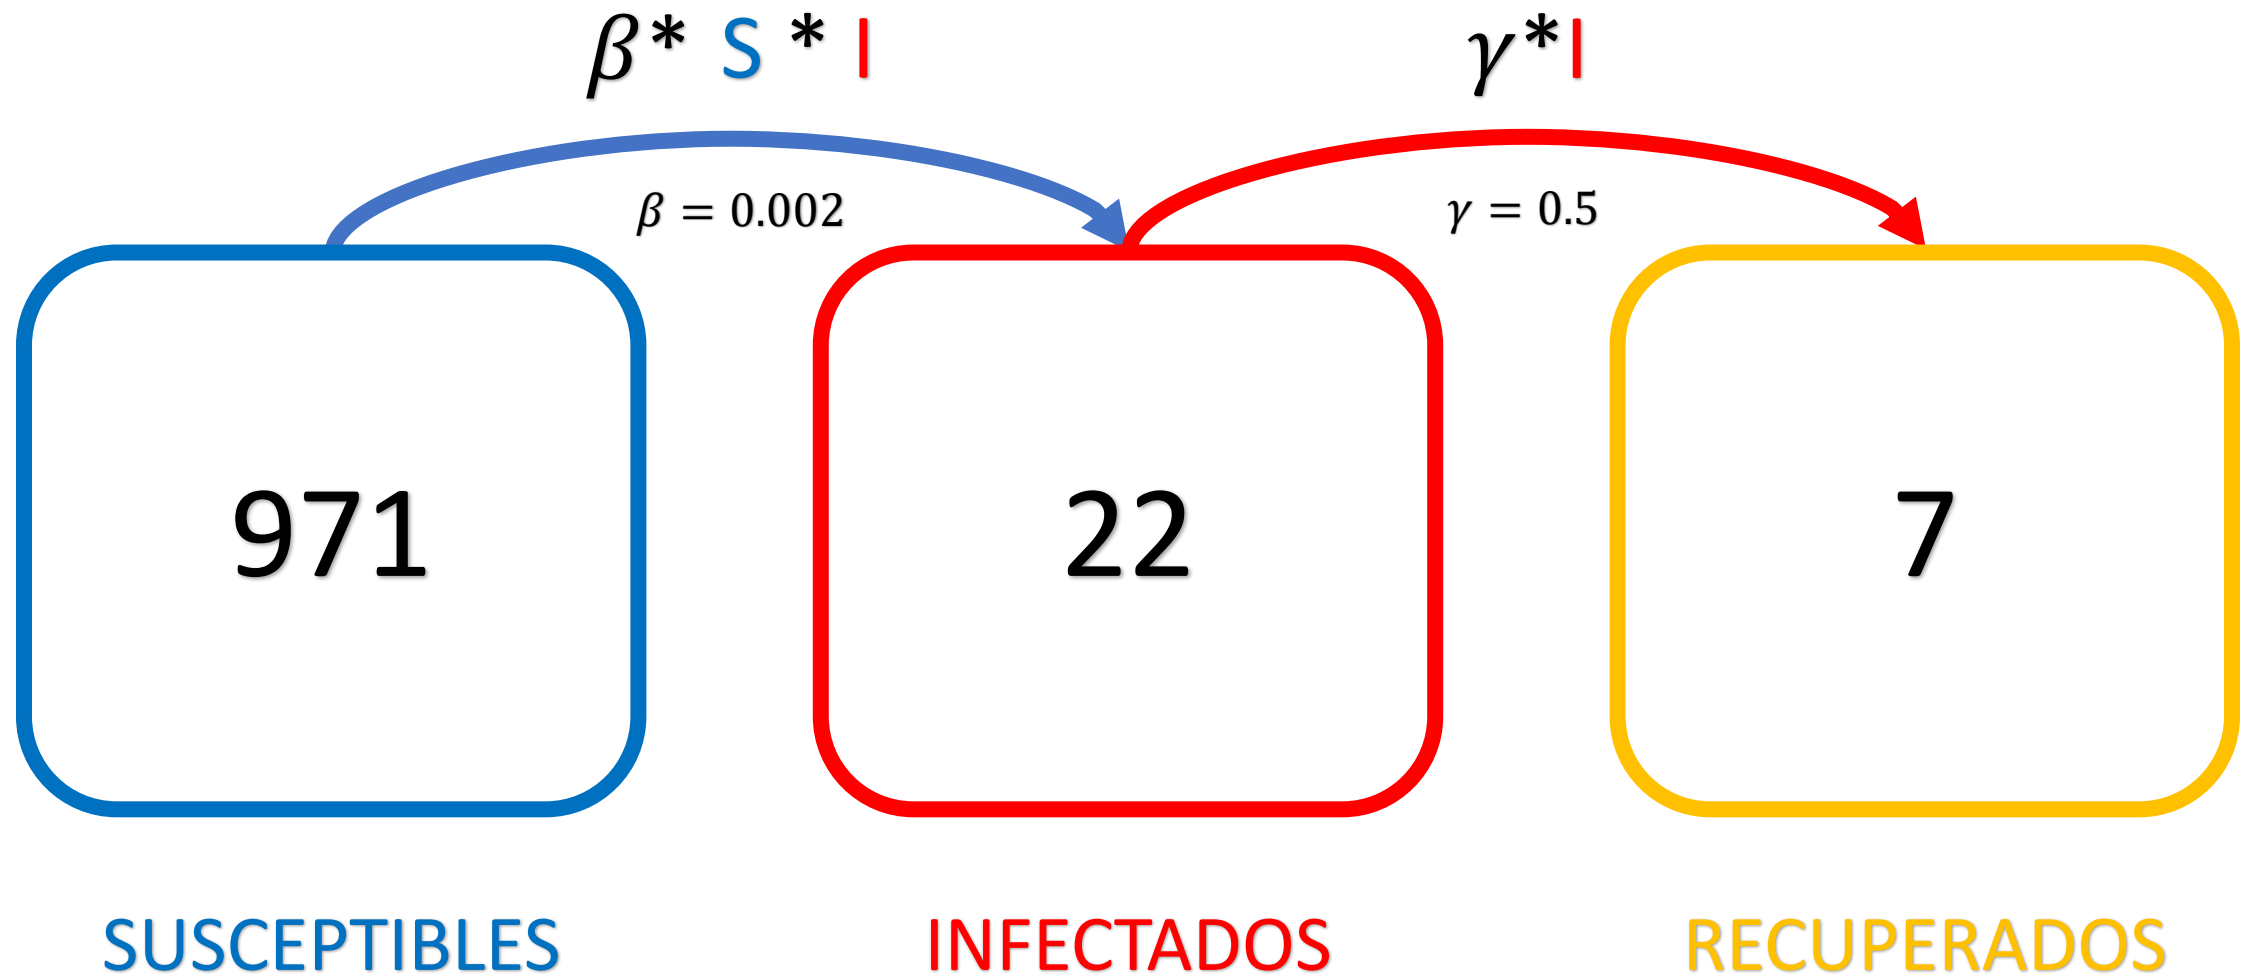 β* S * I
γ*I
β = 0.002
γ = 0.5
971
22
7
SUSCEPTIBLES
INFECTADOS
RECUPERADOS